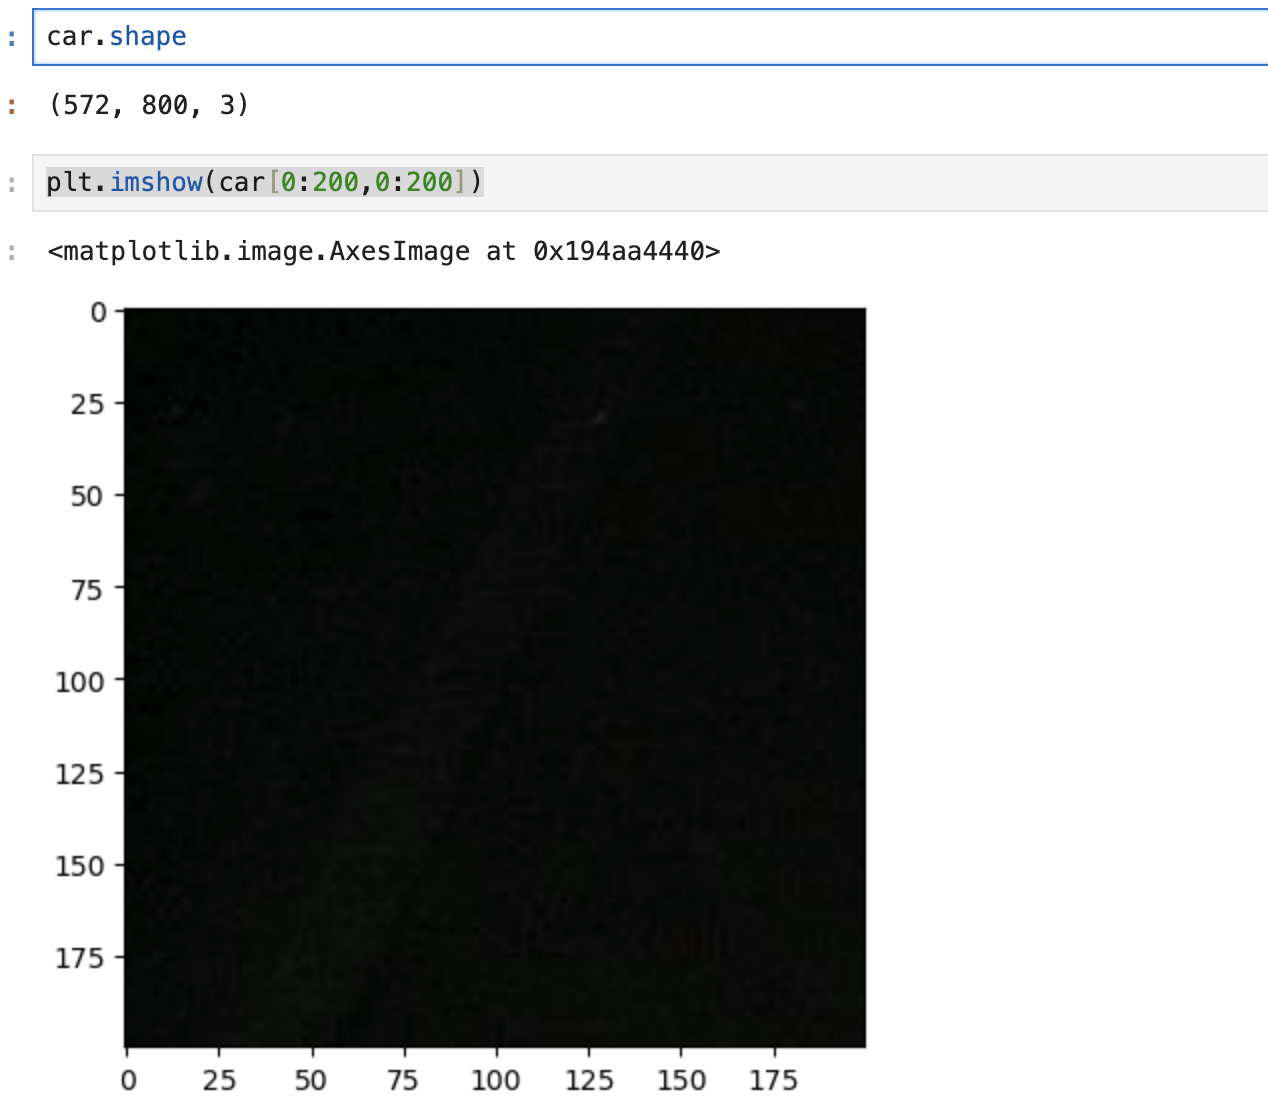 : car.shape
: (572, 800, 3)
: plt.imshow(car[0:200,0:200])
: <matplotlib.image.AxesImage at 0x194aa4440>
0
25
50
75
100
125
150
175
0 25 50 75 100 125 150 175